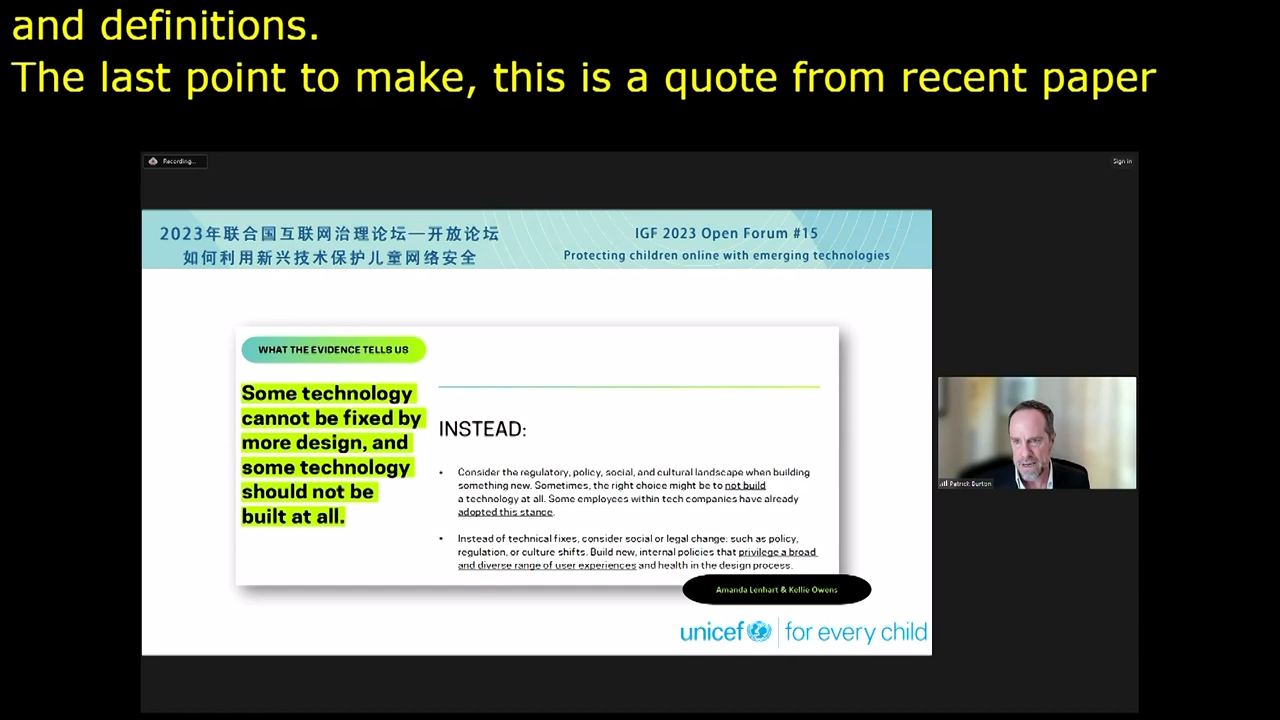 and definitions.
The last point to make, this is a quote from recent paper
Recording...
Sign in
2023年联合国互联网治理论坛—开放论坛
如何利用新兴技术保护儿童网络安全
IGF 2023 Open Forum #15
Protecting children online with emerging technologies
WHAT THE EVIDENCE TELLS US
Some technology
cannot be fixed by
more design, and
some technology
should not be
built at all.
INSTEAD:
• Consider the regulatory, policy, social, and cultural landscape when building
something new. Sometimes, the right choice might be to not build
a technology at all. Some employees within tech companies have already
adopted this stance.
• Instead of technical fixes, consider social or legal change: such as policy,
regulation, or culture shifts. Build new, internal policies that privilege a broad
and diverse range of user experiences and health in the design process.
Amanda Lenhart & Kellie Owens
unicef for every child
Patrick Burton